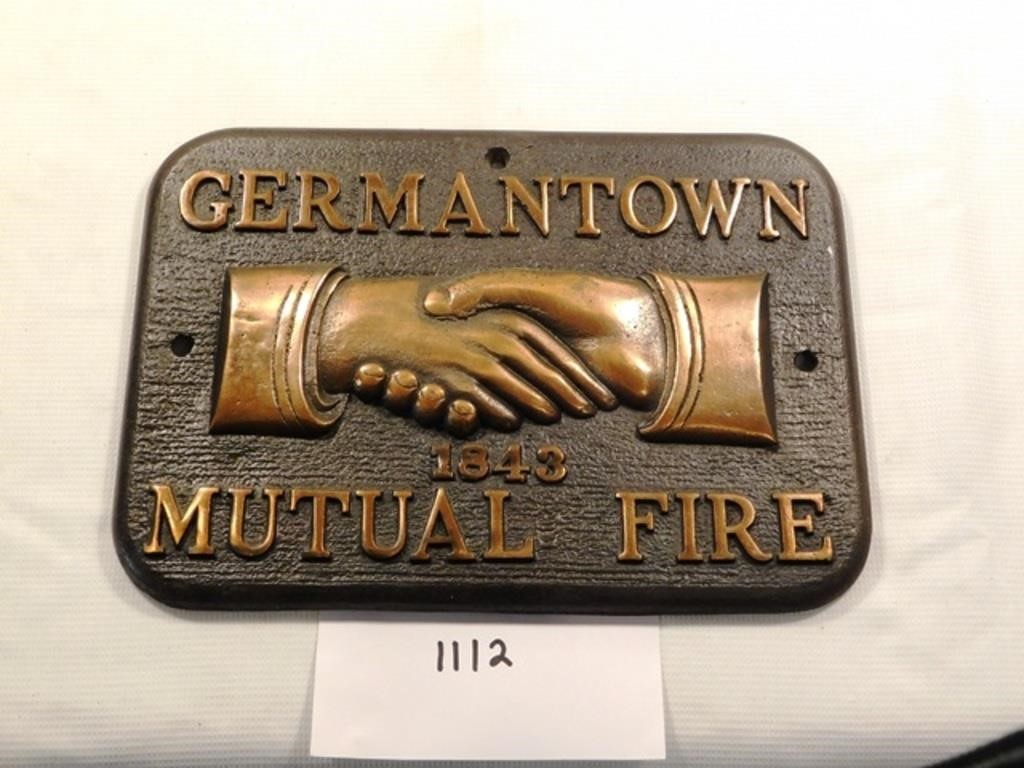 GERMANTOWN
1843
MUTUAL FIRE
1112